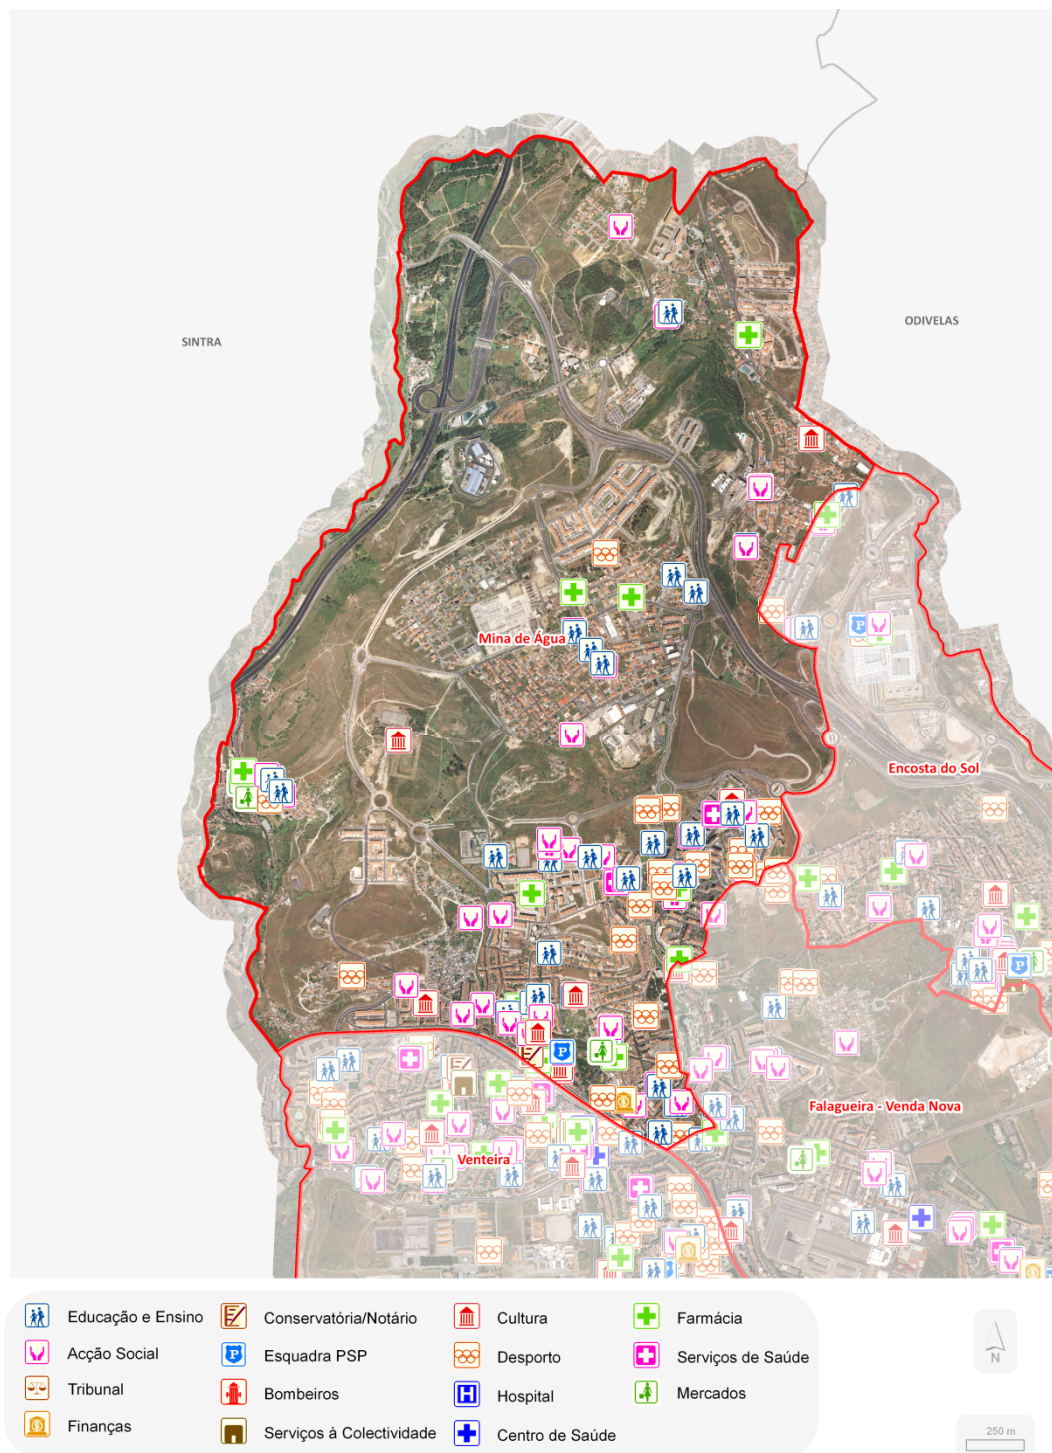 ODIVELAS
SINTRA
Mina de Água
Encosta do Sol
Falagueira - Venda Nova
Venteira
Educação e Ensino
Conservatória/Notário
Cultura
Farmácia
Acção Social
Esquadra PSP
Desporto
Serviços de Saúde
Tribunal
Bombeiros
Hospital
Mercados
Finanças
Serviços à Colectividade
Centro de Saúde
N
250 m